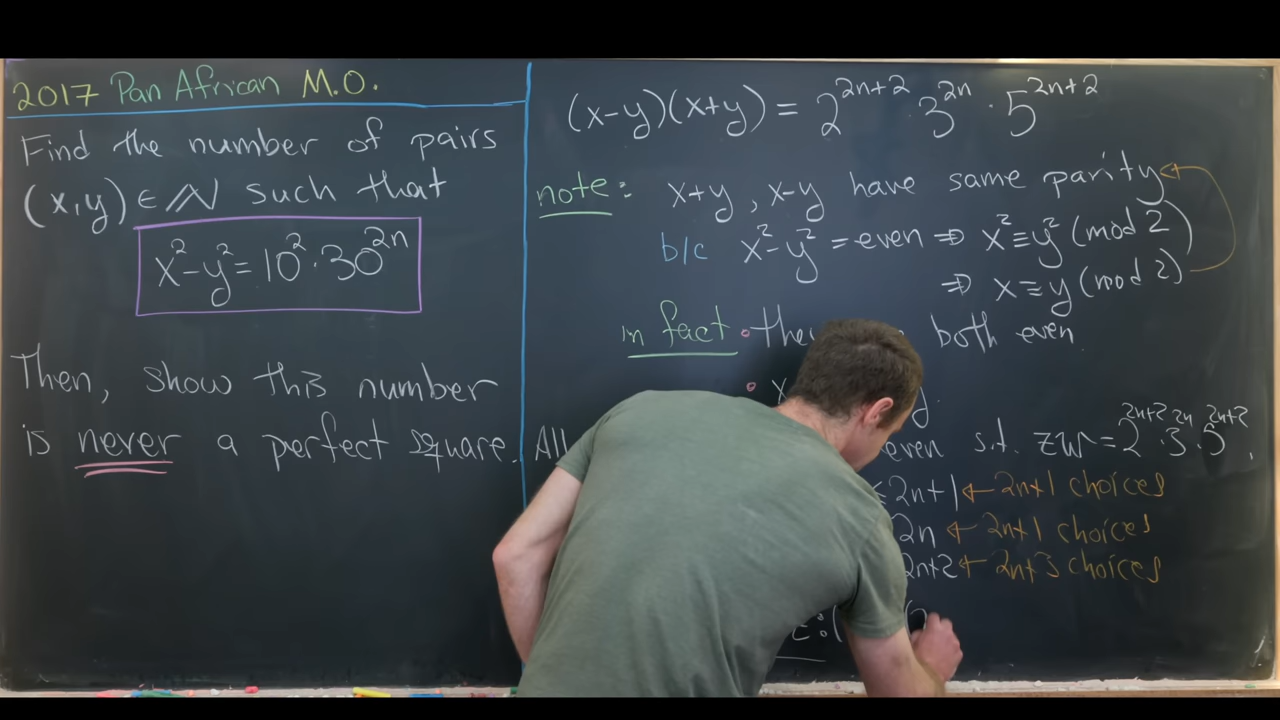 2017 Pan African M.O.
Find the number of pairs
(x,y) ∈ ℕ such that
x² - y² = 10² · 30²ⁿ
Then, show this number
is never a perfect square.
(x-y)(x+y) = 2²ⁿ⁺² · 3²ⁿ · 5²ⁿ⁺²
note: x+y, x-y have same parity
b/c x² - y² = even ⇒ x² ≡ y² (mod 2)
⇒ x ≡ y (mod 2)
in fact • they both even
•
All even s.t. zw = 2²ⁿ⁺² · 3²ⁿ · 5²ⁿ⁺²,
≤ 2n+1 ← 2n+1 choices
2n ← 2n+1 choices
2n+2 ← 2n+3 choices